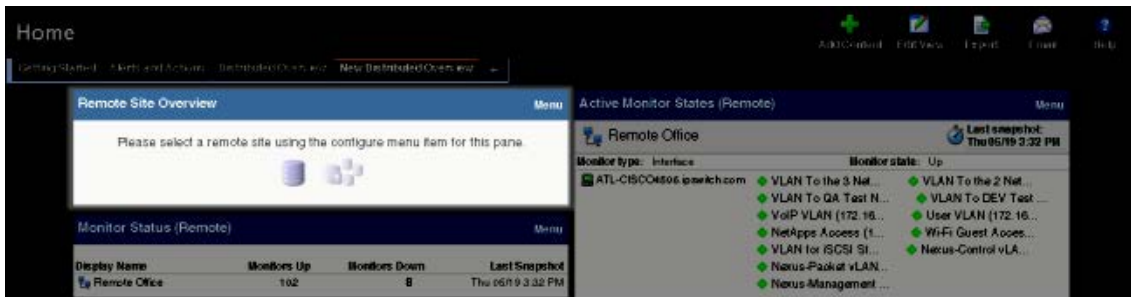 Home
Add Content Edit View Export Email Help
Getting Started Alerts and Actions Distributed Overview New Distributed Overview
Remote Site Overview Menu
Please select a remote site using the configure menu item for this pane.
Monitor Status (Remote) Menu
Display Name Monitors Up Monitors Down Last Snapshot
Remote Office 102 8 Thu 06/19 3:32 PM
Active Monitor States (Remote) Menu
Remote Office Last snapshot:
Thu 06/19 3:32 PM
Monitor type: Interface Monitor state: Up
ATL-CISCO4506.ipswitch.com VLAN To the 3 Net... VLAN To the 2 Net...
VLAN To QA Test N... VLAN To DEV Test ...
VoIP VLAN (172.16... User VLAN (172.16...
NetApps Access (1... Wi-Fi Guest Acces...
VLAN for iSCSI St... Nexus-Control vLA...
Nexus-Packet vLAN...
Nexus-Management ...